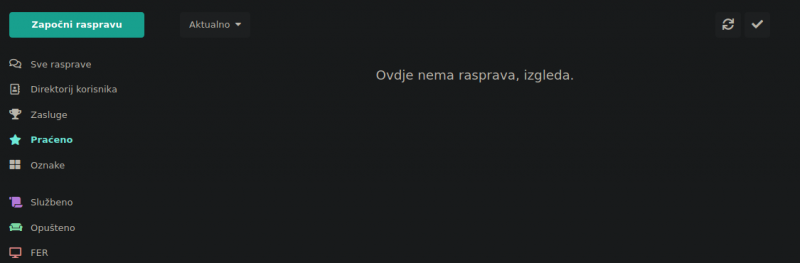 Započni raspravu
Aktualno
Sve rasprave
Direktorij korisnika
Zasluge
Praćeno
Oznake
Službeno
Opušteno
FER
Ovdje nema rasprava, izgleda.